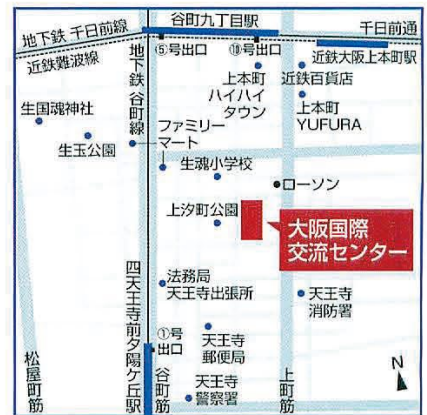 谷町九丁目駅
千日前通
地下鉄 千日前線
近鉄難波線
地下鉄 谷町線
⑤号出口
⑩号出口
近鉄大阪上本町駅
上本町
ハイハイ
タウン
近鉄百貨店
上本町
YUFURA
生国魂神社
生玉公園
ファミリー
マート
生魂小学校
ローソン
上汐町公園
大阪国際
交流センター
四天王寺前夕陽ケ丘駅
法務局
天王寺出張所
天王寺
消防署
①号
出口
天王寺
郵便局
天王寺
警察署
松屋町筋
谷町筋
上町筋
N